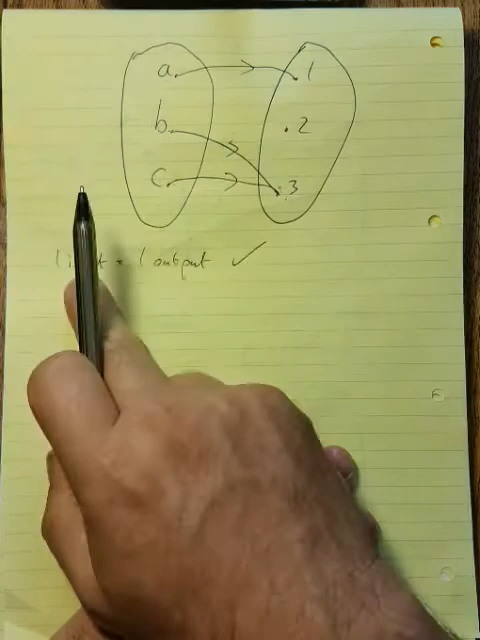 a 1
b 2
c 3
1 = 1 output ✓